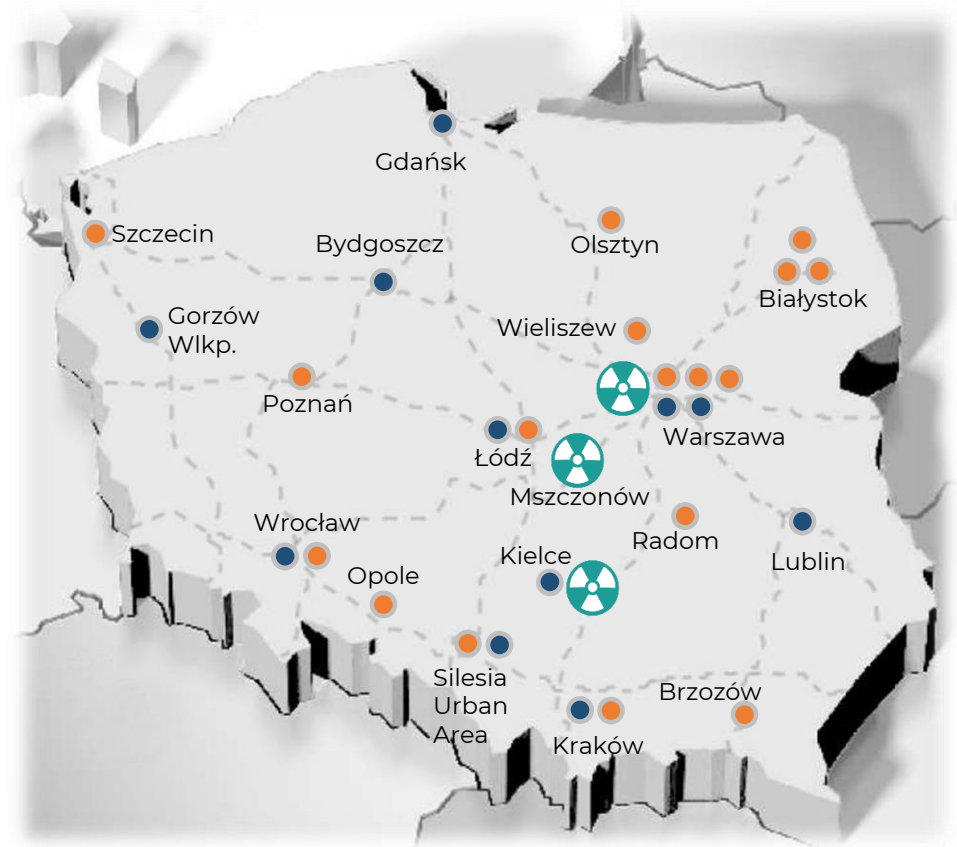 Gdańsk
Szczecin
Bydgoszcz
Olsztyn
Białystok
Gorzów
Wlkp.
Wieliszew
Poznań
Warszawa
Łódź
Mszczonów
Wrocław
Radom
Kielce
Lublin
Opole
Silesia
Urban
Area
Brzozów
Kraków